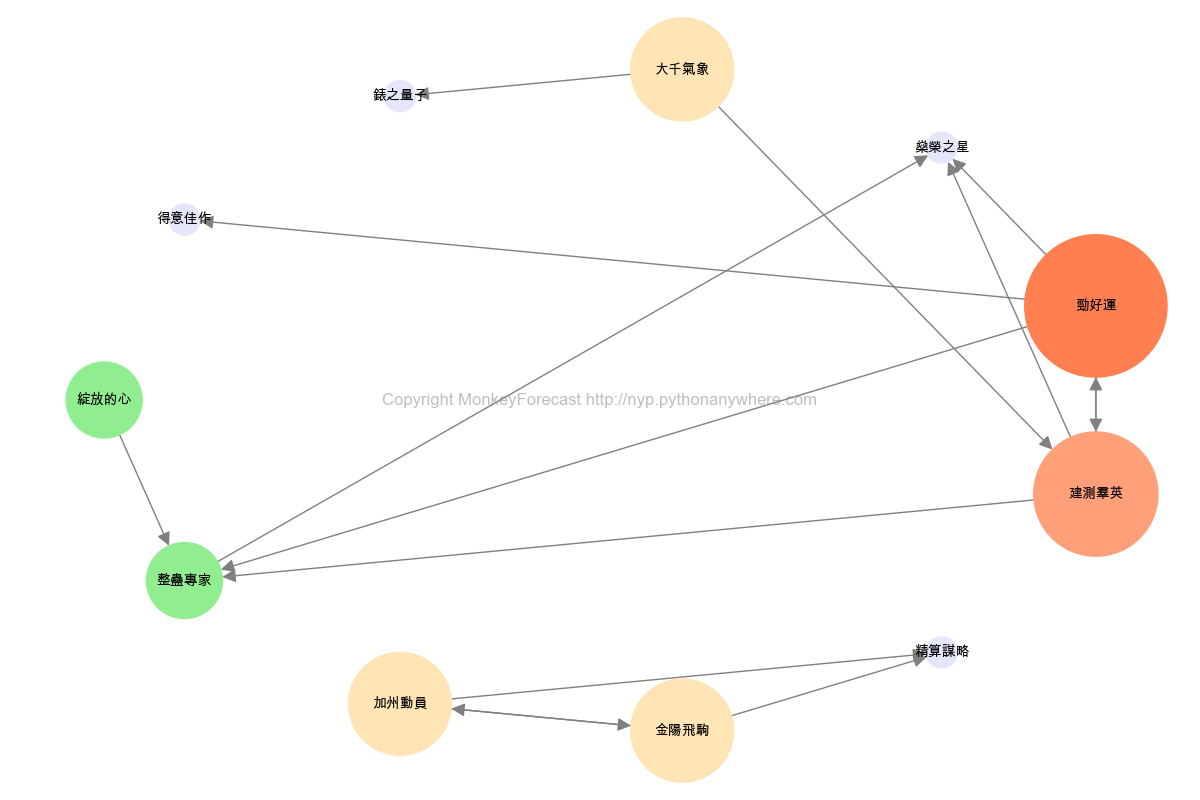 大千氣象
錶之量子
燊榮之星
得意佳作
勁好運
綻放的心
Copyright MonkeyForecast http://nyp.pythonanywhere.com
建測羣英
整蠱專家
精算謀略
加州動員
金陽飛駒